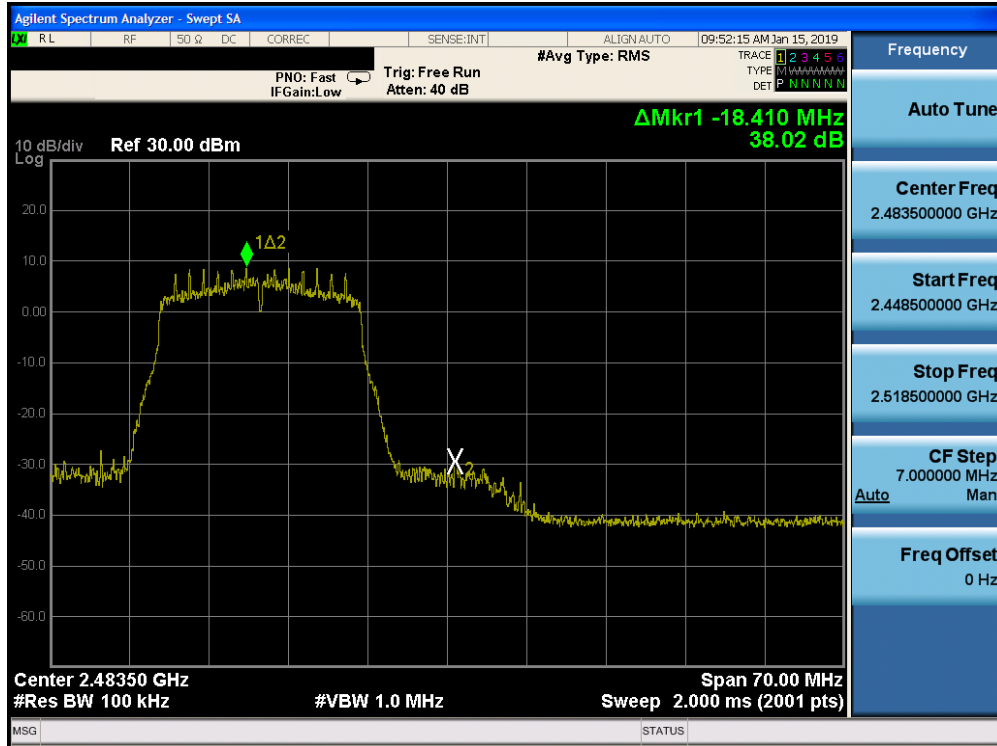 Agilent Spectrum Analyzer - Swept SA
LXI RL RF 50 Ω DC CORREC SENSE:INT ALIGNAUTO 09:52:15 AM Jan 15, 2019
Frequency
#Avg Type: RMS TRACE 1 2 3 4 5 6
PNO: Fast Trig: Free Run TYPE M WWWWW
IFGain:Low Atten: 40 dB DET P N N N N N
Auto Tune
ΔMkr1 -18.410 MHz
38.02 dB
10 dB/div Ref 30.00 dBm
Log
Center Freq
2.483500000 GHz
20.0
1Δ2
10.0
Start Freq
2.448500000 GHz
0.00
-10.0
Stop Freq
2.518500000 GHz
-20.0
-30.0
X2
CF Step
7.000000 MHz
Auto Man
-40.0
-50.0
Freq Offset
0 Hz
-60.0
Center 2.48350 GHz Span 70.00 MHz
#Res BW 100 kHz #VBW 1.0 MHz Sweep 2.000 ms (2001 pts)
MSG STATUS